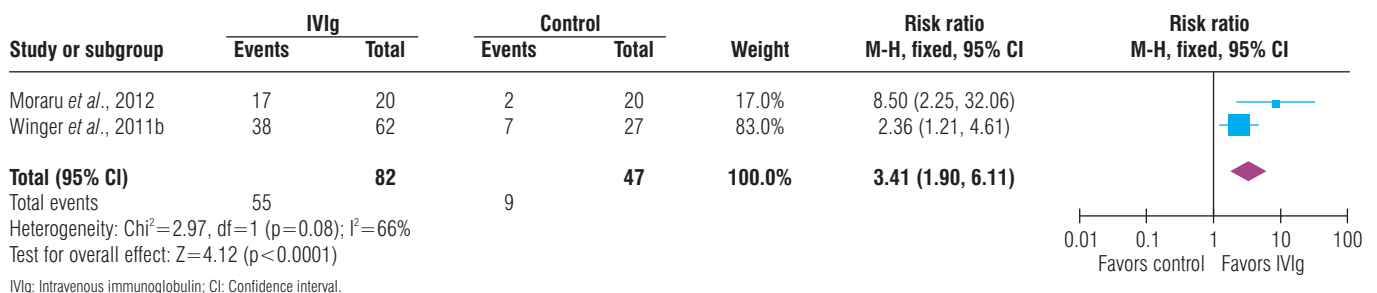 IVIg Control Risk ratio Risk ratio
Study or subgroup Events Total Events Total Weight M-H, fixed, 95% CI M-H, fixed, 95% CI
Moraru et al., 2012 17 20 2 20 17.0% 8.50 (2.25, 32.06)
Winger et al., 2011b 38 62 7 27 83.0% 2.36 (1.21, 4.61)
Total (95% CI) 82 47 100.0% 3.41 (1.90, 6.11)
Total events 55 9
Heterogeneity: Chi²=2.97, df=1 (p=0.08); I²=66%
Test for overall effect: Z=4.12 (p<0.0001)
0.01 0.1 1 10 100
Favors control Favors IVIg
IVIg: Intravenous immunoglobulin; CI: Confidence interval.